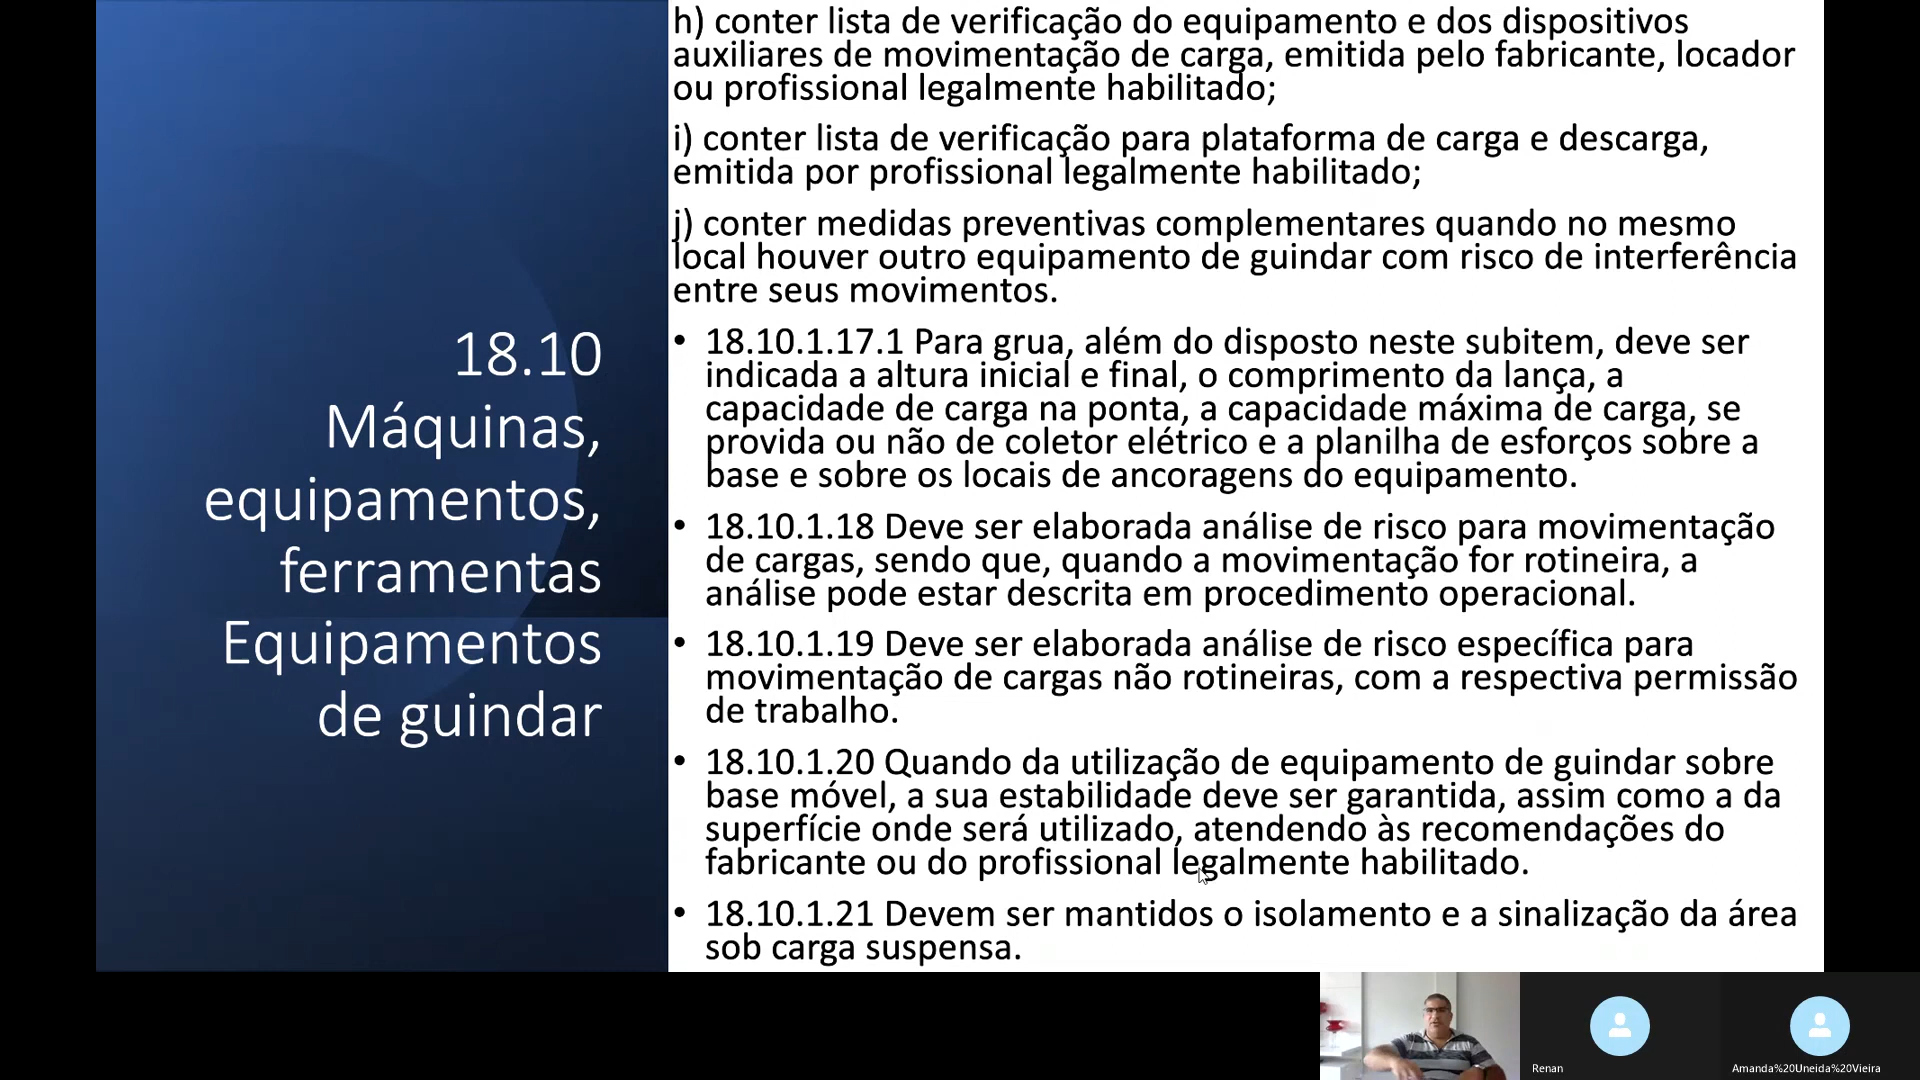 18.10
Máquinas,
equipamentos,
ferramentas
Equipamentos
de guindar
h) conter lista de verificação do equipamento e dos dispositivos
auxiliares de movimentação de carga, emitida pelo fabricante, locador
ou profissional legalmente habilitado;
i) conter lista de verificação para plataforma de carga e descarga,
emitida por profissional legalmente habilitado;
j) conter medidas preventivas complementares quando no mesmo
local houver outro equipamento de guindar com risco de interferência
entre seus movimentos.
• 18.10.1.17.1 Para grua, além do disposto neste subitem, deve ser
indicada a altura inicial e final, o comprimento da lança, a
capacidade de carga na ponta, a capacidade máxima de carga, se
provida ou não de coletor elétrico e a planilha de esforços sobre a
base e sobre os locais de ancoragens do equipamento.
• 18.10.1.18 Deve ser elaborada análise de risco para movimentação
de cargas, sendo que, quando a movimentação for rotineira, a
análise pode estar descrita em procedimento operacional.
• 18.10.1.19 Deve ser elaborada análise de risco específica para
movimentação de cargas não rotineiras, com a respectiva permissão
de trabalho.
• 18.10.1.20 Quando da utilização de equipamento de guindar sobre
base móvel, a sua estabilidade deve ser garantida, assim como a da
superfície onde será utilizado, atendendo às recomendações do
fabricante ou do profissional legalmente habilitado.
• 18.10.1.21 Devem ser mantidos o isolamento e a sinalização da área
sob carga suspensa.
Renan
Amanda%20Uneida%20Vieira